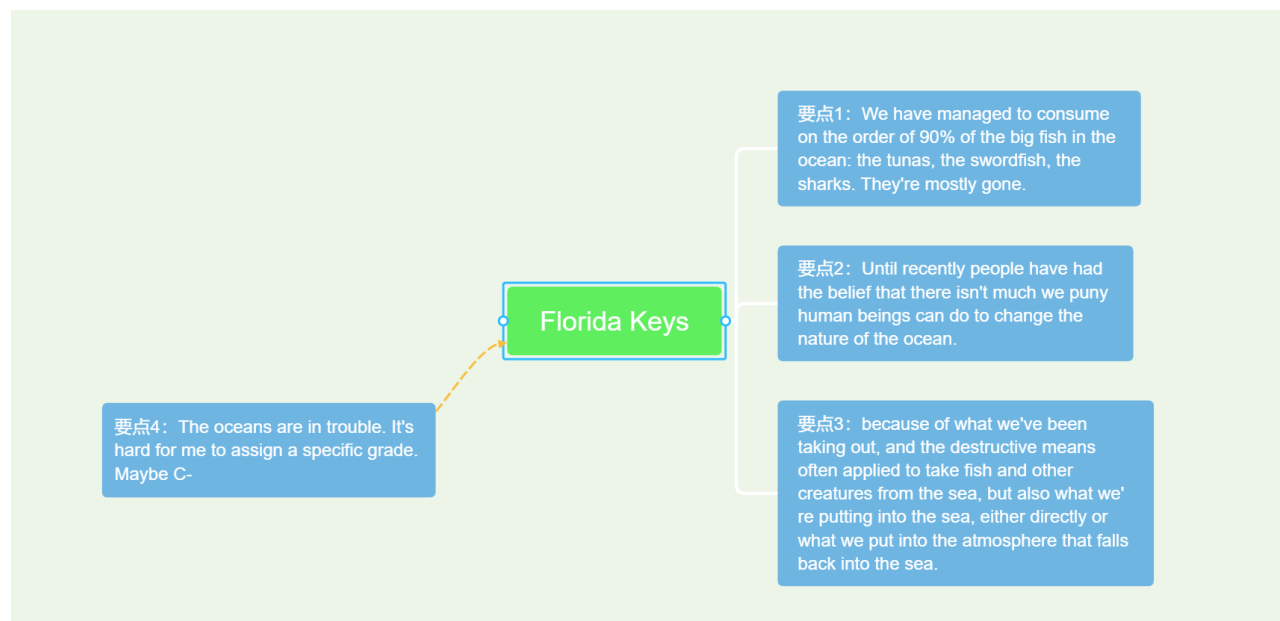 要点1：We have managed to consume
on the order of 90% of the big fish in the
ocean: the tunas, the swordfish, the
sharks. They're mostly gone.
要点2：Until recently people have had
the belief that there isn't much we puny
human beings can do to change the
nature of the ocean.
Florida Keys
要点4：The oceans are in trouble. It's
hard for me to assign a specific grade.
Maybe C-
要点3：because of what we've been
taking out, and the destructive means
often applied to take fish and other
creatures from the sea, but also what we'
re putting into the sea, either directly or
what we put into the atmosphere that falls
back into the sea.